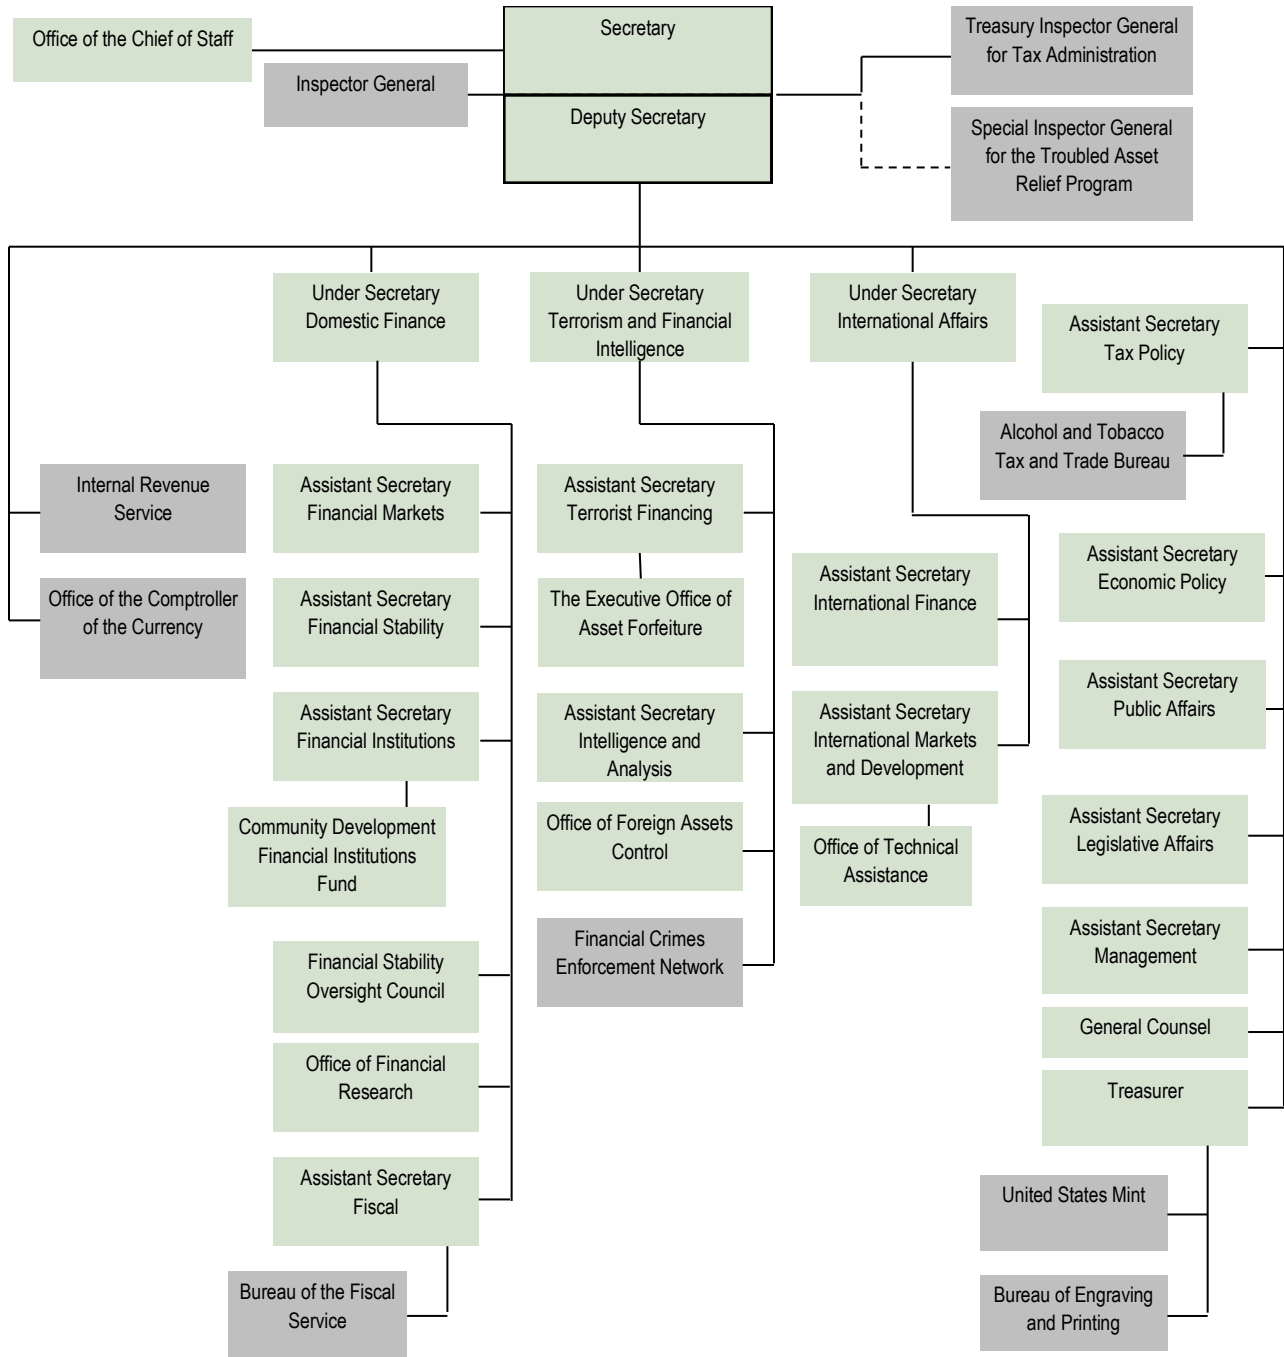 Office of the Chief of Staff
Secretary
Treasury Inspector General
for Tax Administration
Inspector General
Deputy Secretary
Special Inspector General
for the Troubled Asset
Relief Program
Under Secretary
Domestic Finance
Under Secretary
Terrorism and Financial
Intelligence
Under Secretary
International Affairs
Assistant Secretary
Tax Policy
Alcohol and Tobacco
Tax and Trade Bureau
Internal Revenue
Service
Office of the Comptroller
of the Currency
Assistant Secretary
Financial Markets
Assistant Secretary
Financial Stability
Assistant Secretary
Financial Institutions
Community Development
Financial Institutions
Fund
Financial Stability
Oversight Council
Office of Financial
Research
Assistant Secretary
Fiscal
Bureau of the Fiscal
Service
Assistant Secretary
Terrorist Financing
The Executive Office of
Asset Forfeiture
Assistant Secretary
Intelligence and
Analysis
Office of Foreign Assets
Control
Financial Crimes
Enforcement Network
Assistant Secretary
International Finance
Assistant Secretary
International Markets
and Development
Office of Technical
Assistance
Assistant Secretary
Economic Policy
Assistant Secretary
Public Affairs
Assistant Secretary
Legislative Affairs
Assistant Secretary
Management
General Counsel
Treasurer
United States Mint
Bureau of Engraving
and Printing